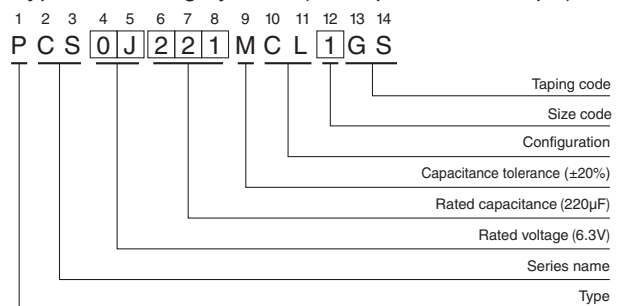 1 2 3 4 5 6 7 8 9 10 11 12 13 14
P C S 0 J 2 2 1 M C L 1 G S
Taping code
Size code
Configuration
Capacitance tolerance (±20%)
Rated capacitance (220µF)
Rated voltage (6.3V)
Series name
Type